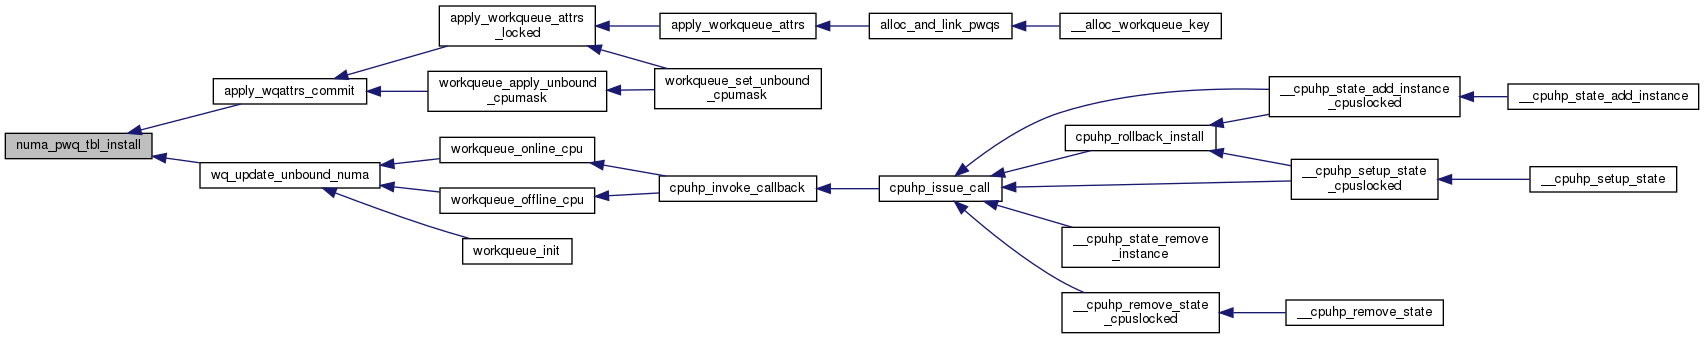 numa_pwq_tbl_install
apply_wqattrs_commit
wq_update_unbound_numa
apply_workqueue_attrs
_locked
workqueue_apply_unbound
_cpumask
workqueue_online_cpu
workqueue_offline_cpu
workqueue_init
apply_workqueue_attrs
workqueue_set_unbound
_cpumask
cpuhp_invoke_callback
alloc_and_link_pwqs
cpuhp_issue_call
__alloc_workqueue_key
cpuhp_rollback_install
__cpuhp_state_remove
_instance
__cpuhp_remove_state
_cpuslocked
__cpuhp_state_add_instance
_cpuslocked
__cpuhp_setup_state
_cpuslocked
__cpuhp_remove_state
__cpuhp_state_add_instance
__cpuhp_setup_state